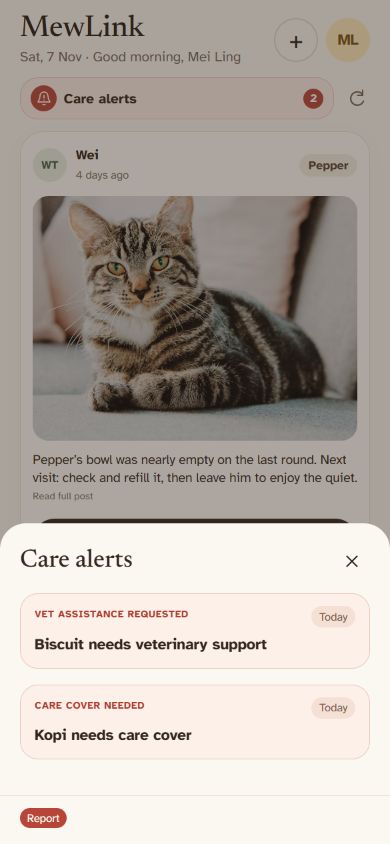 MewLink
Sat, 7 Nov · Good morning, Mei Ling
+
ML
Care alerts
2
WT
Wei
4 days ago
Pepper
Pepper's bowl was nearly empty on the last round. Next
visit: check and refill it, then leave him to enjoy the quiet.
Read full post
Care alerts
VET ASSISTANCE REQUESTED
Today
Biscuit needs veterinary support
CARE COVER NEEDED
Today
Kopi needs care cover
Report